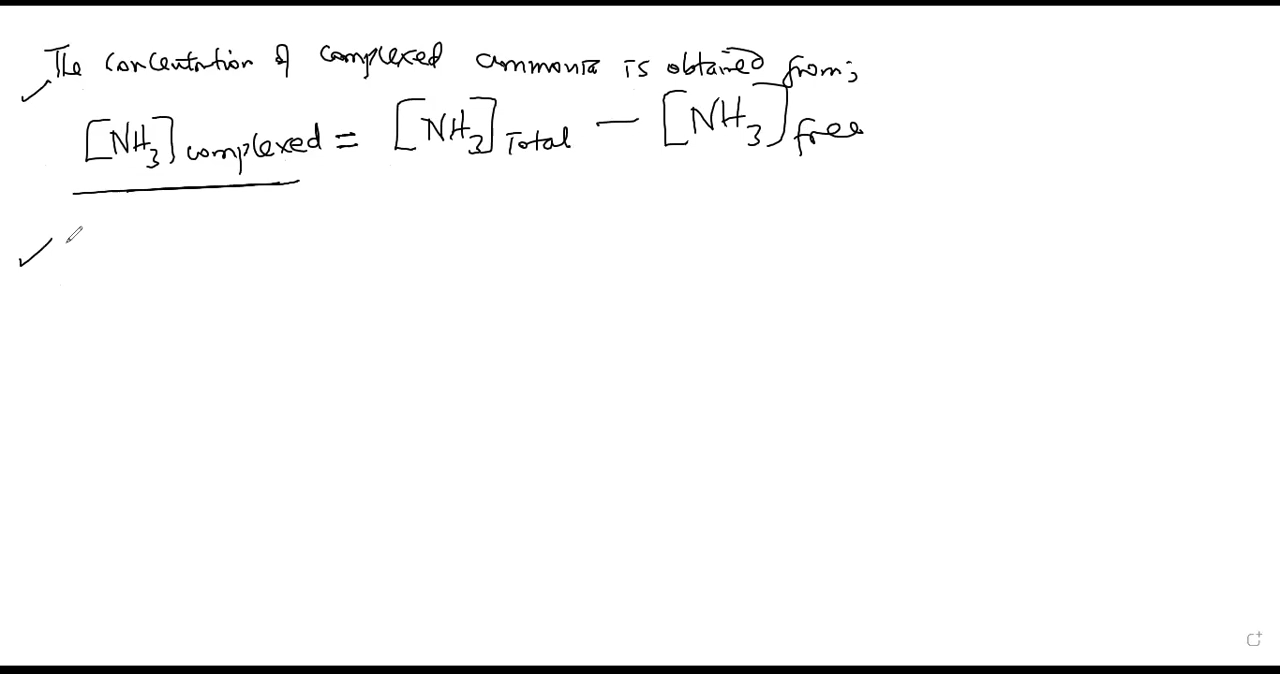 The concentration of complexed ammonia is obtained from;
[NH₃] complexed = [NH₃] Total − [NH₃] free